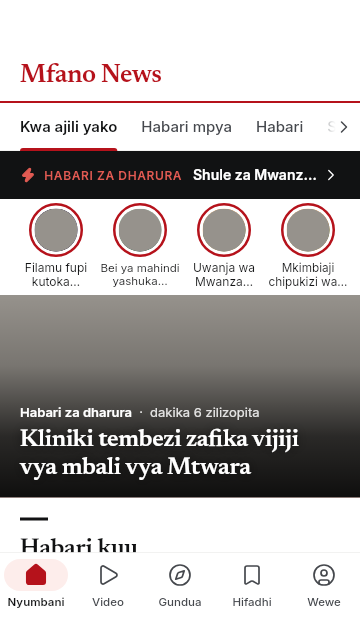 Mfano News
Kwa ajili yako
Habari mpya
Habari
HABARI ZA DHARURA Shule za Mwanz...
Filamu fupi
kutoka...
Bei ya mahindi
yashuka...
Uwanja wa
Mwanza...
Mkimbiaji
chipukizi wa...
Habari za dharura · dakika 6 zilizopita
Kliniki tembezi zafika vijiji
vya mbali vya Mtwara
Habari kuu
Nyumbani
Video
Gundua
Hifadhi
Wewe